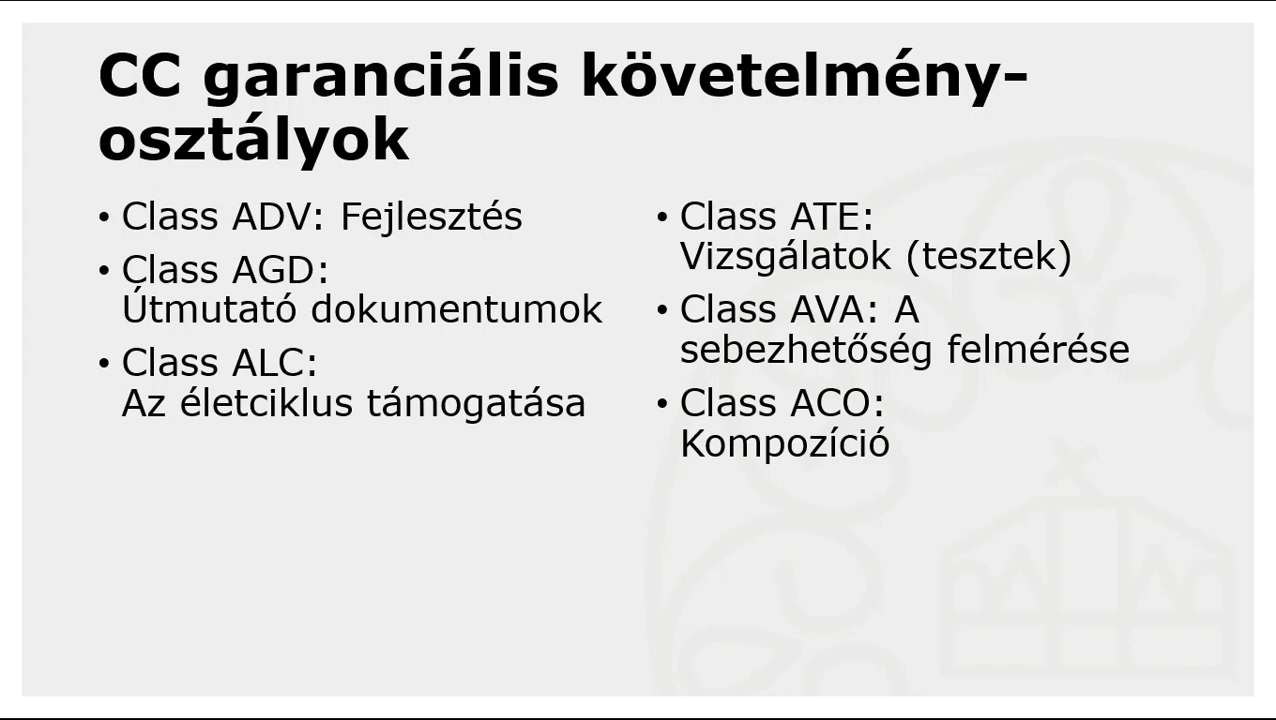 CC garanciális követelmény-
osztályok
• Class ADV: Fejlesztés
• Class AGD:
Útmutató dokumentumok
• Class ALC:
Az életciklus támogatása
• Class ATE:
Vizsgálatok (tesztek)
• Class AVA: A
sebezhetőség felmérése
• Class ACO:
Kompozíció